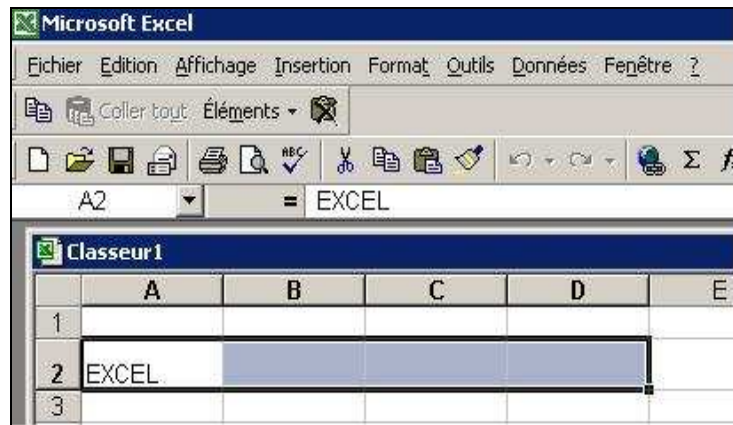 Microsoft Excel
Fichier Edition Affichage Insertion Format Outils Données Fenêtre ?
Coller tout Éléments
ABC Σ
A2 = EXCEL
Classeur1
A B C D E
1
2 EXCEL
3